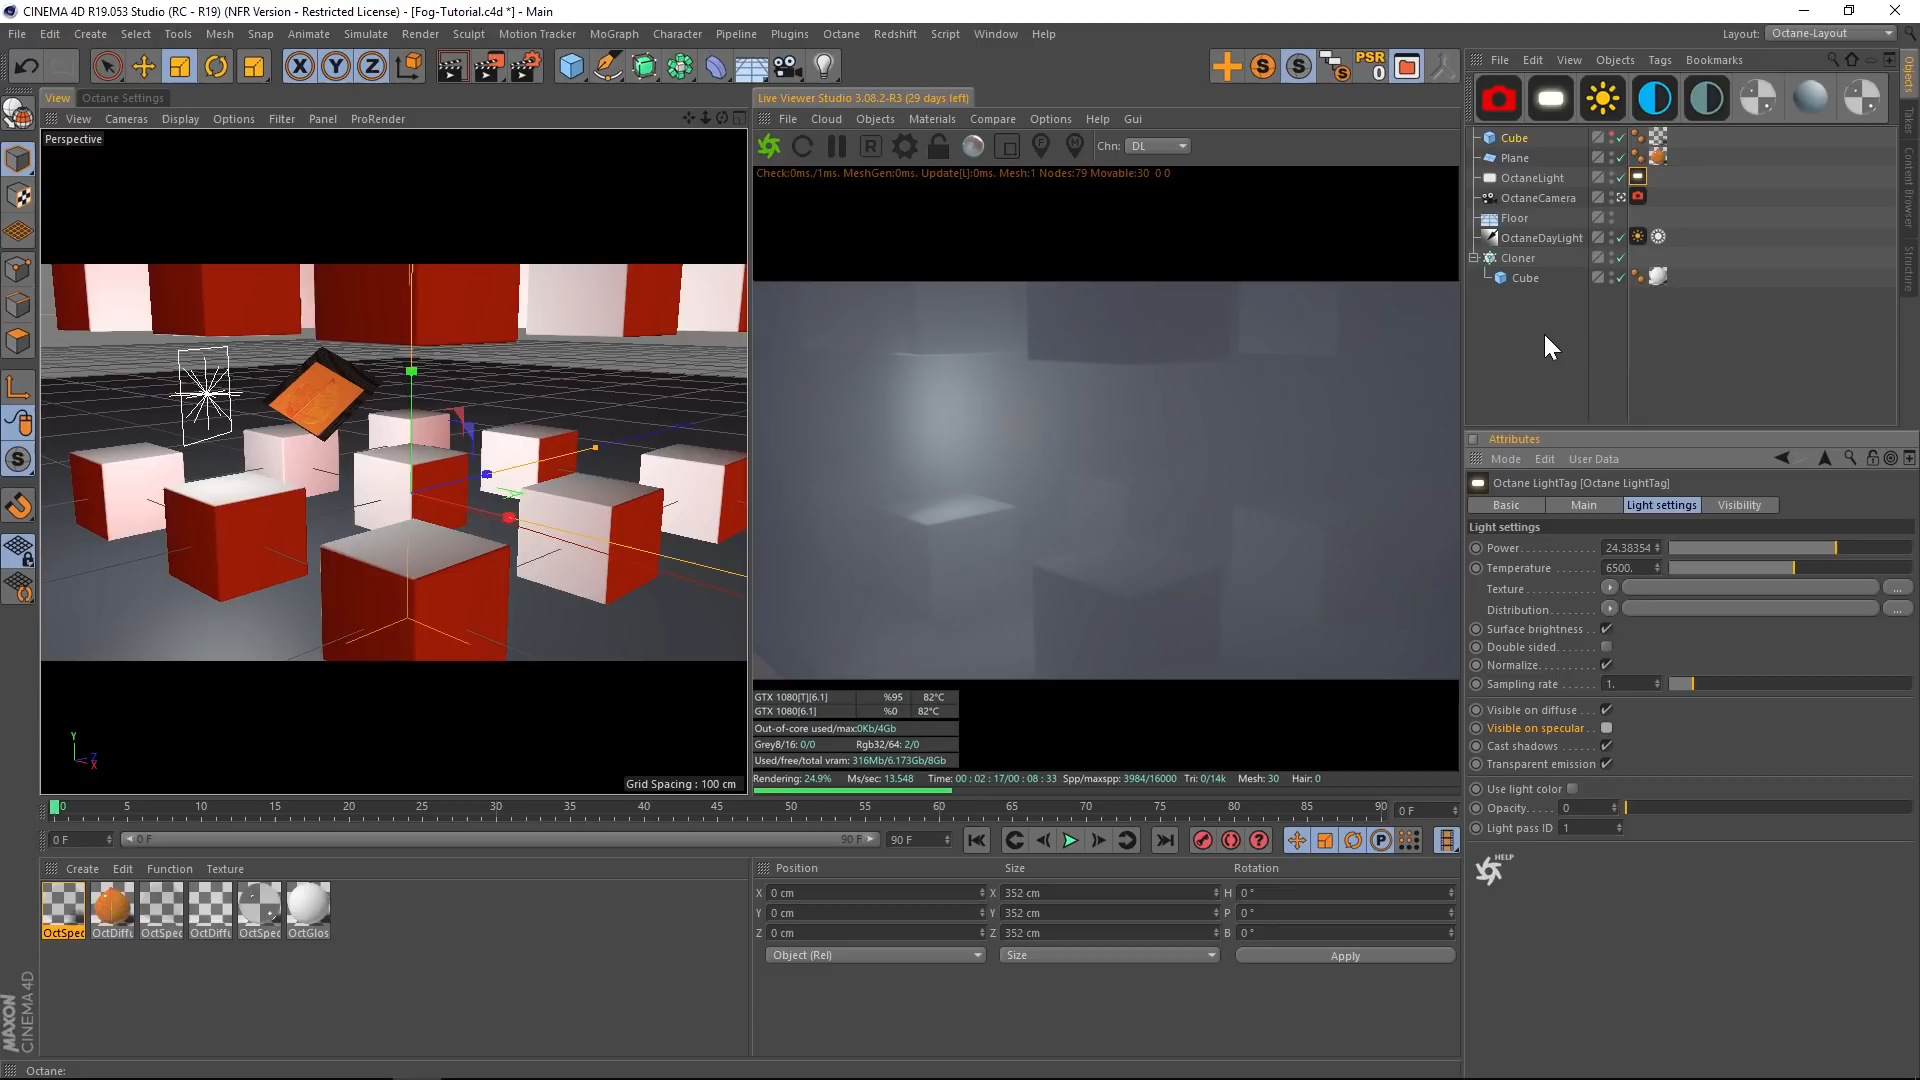 CINEMA 4D R19.053 Studio (RC - R19) (NFR Version - Restricted License) - [Fog-Tutorial.c4d *] - Main
File Edit Create Select Tools Mesh Snap Animate Simulate Render Sculpt Motion Tracker MoGraph Character Pipeline Plugins Octane Redshift Script Window Help
Layout: Octane-Layout
X Y Z
S S PSR 0
File Edit View Objects Tags Bookmarks
View Octane Settings
View Cameras Display Options Filter Panel ProRender
Perspective
Grid Spacing : 100 cm
Y
Z
X
Live Viewer Studio 3.08.2-R3 (29 days left)
File Cloud Objects Materials Compare Options Help Gui
R F M Chn: DL
Check:0ms./1ms. MeshGen:0ms. Update[L]:0ms. Mesh:1 Nodes:79 Movable:30 0 0
GTX 1080[T][6.1] %95 82°C
GTX 1080[6.1] %0 82°C
Out-of-core used/max:0Kb/4Gb
Grey8/16: 0/0 Rgb32/64: 2/0
Used/free/total vram: 316Mb/6.173Gb/8Gb
Rendering: 24.9% Ms/sec: 13.548 Time: 00 : 02 : 17/00 : 08 : 33 Spp/maxspp: 3984/16000 Tri: 0/14k Mesh: 30 Hair: 0
Cube
Plane
OctaneLight
OctaneCamera
Floor
OctaneDayLight
Cloner
Cube
Objects
Takes
Content Browser
Structure
Attributes
Mode Edit User Data
Octane LightTag [Octane LightTag]
Basic Main Light settings Visibility
Light settings
Power 24.38354
Temperature 6500.
Texture ...
Distribution ...
Surface brightness
Double sided
Normalize
Sampling rate 1.
Visible on diffuse
Visible on specular
Cast shadows
Transparent emission
Use light color
Opacity 0
Light pass ID 1
HELP
0 5 10 15 20 25 30 35 40 45 50 55 60 65 70 75 80 85 90 0 F
0 F 0 F 90 F 90 F
P
Create Edit Function Texture
OctSpec OctDiffu OctSpec OctDiffu OctSpec OctGlos
Position Size Rotation
X 0 cm X 352 cm H 0 °
Y 0 cm Y 352 cm P 0 °
Z 0 cm Z 352 cm B 0 °
Object (Rel) Size Apply
MAXON
CINEMA 4D
Octane: